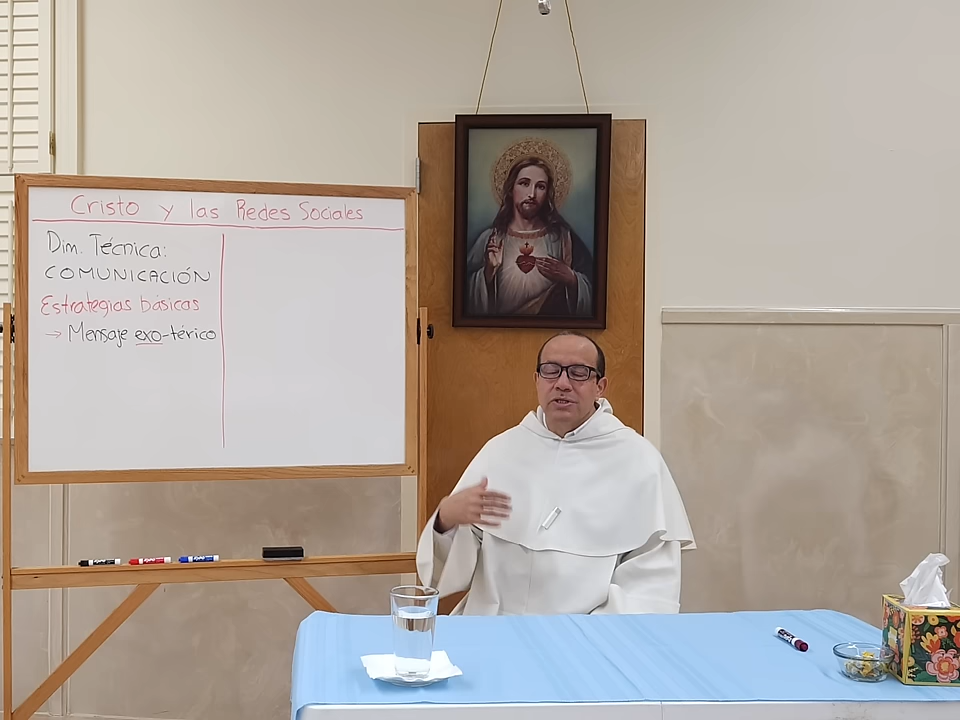 Cristo y las Redes Sociales
Dim. Técnica:
COMUNICACIÓN
Estrategias básicas
→ Mensaje exo-térico